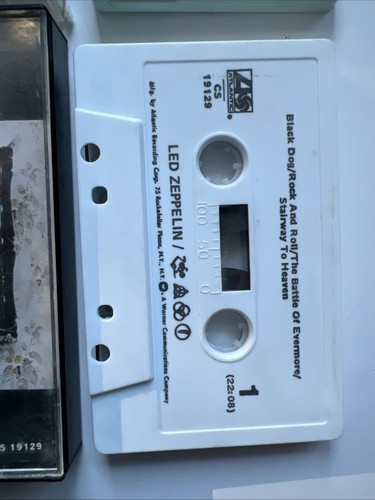 Black Dog/Rock And Roll/The Battle Of Evermore/
Stairway To Heaven
ATLANTIC
CS
19129
1
(22:08)
100 50 0
LED ZEPPELIN /
Mfg. by Atlantic Recording Corp. 75 Rockefeller Plaza, N.Y., N.Y. A Warner Communications Company
S 19129